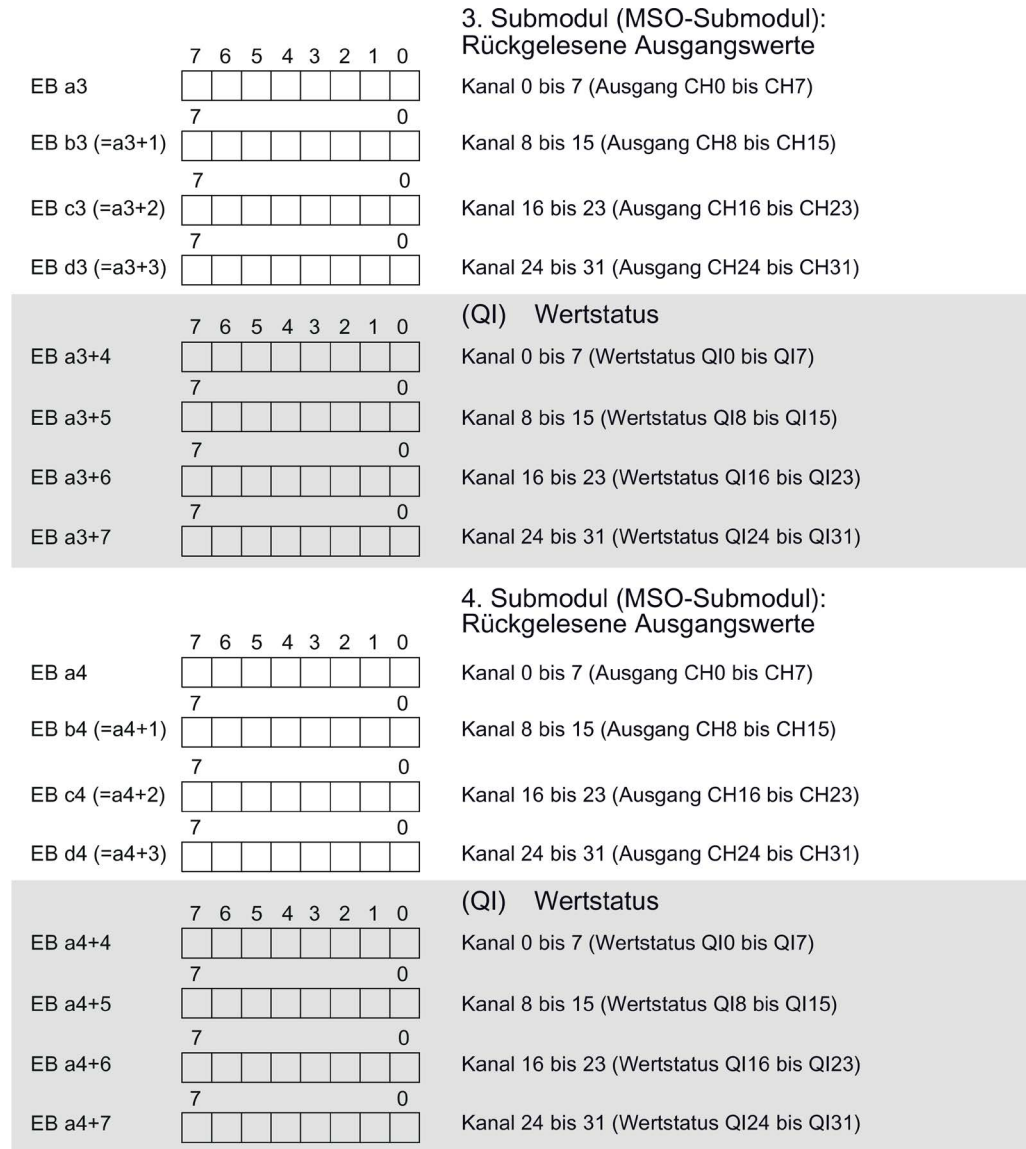 3. Submodul (MSO-Submodul):
Rückgelesene Ausgangswerte
7 6 5 4 3 2 1 0
EB a3 Kanal 0 bis 7 (Ausgang CH0 bis CH7)
7 0
EB b3 (=a3+1) Kanal 8 bis 15 (Ausgang CH8 bis CH15)
7 0
EB c3 (=a3+2) Kanal 16 bis 23 (Ausgang CH16 bis CH23)
7 0
EB d3 (=a3+3) Kanal 24 bis 31 (Ausgang CH24 bis CH31)
(QI) Wertstatus
7 6 5 4 3 2 1 0
EB a3+4 Kanal 0 bis 7 (Wertstatus QI0 bis QI7)
7 0
EB a3+5 Kanal 8 bis 15 (Wertstatus QI8 bis QI15)
7 0
EB a3+6 Kanal 16 bis 23 (Wertstatus QI16 bis QI23)
7 0
EB a3+7 Kanal 24 bis 31 (Wertstatus QI24 bis QI31)
4. Submodul (MSO-Submodul):
Rückgelesene Ausgangswerte
7 6 5 4 3 2 1 0
EB a4 Kanal 0 bis 7 (Ausgang CH0 bis CH7)
7 0
EB b4 (=a4+1) Kanal 8 bis 15 (Ausgang CH8 bis CH15)
7 0
EB c4 (=a4+2) Kanal 16 bis 23 (Ausgang CH16 bis CH23)
7 0
EB d4 (=a4+3) Kanal 24 bis 31 (Ausgang CH24 bis CH31)
(QI) Wertstatus
7 6 5 4 3 2 1 0
EB a4+4 Kanal 0 bis 7 (Wertstatus QI0 bis QI7)
7 0
EB a4+5 Kanal 8 bis 15 (Wertstatus QI8 bis QI15)
7 0
EB a4+6 Kanal 16 bis 23 (Wertstatus QI16 bis QI23)
7 0
EB a4+7 Kanal 24 bis 31 (Wertstatus QI24 bis QI31)